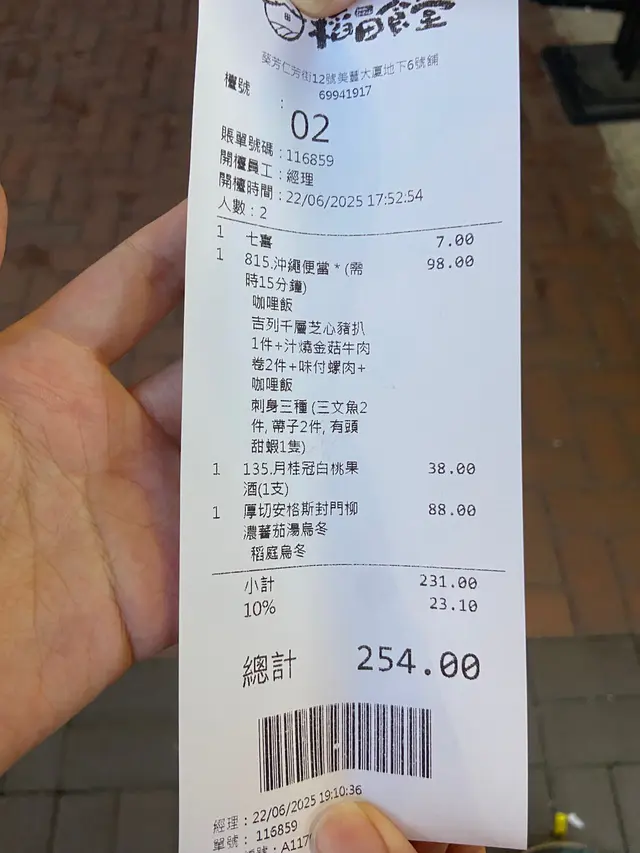 稻田食堂
葵芳仁芳街12號美藝大廈地下6號舖
69941917
檯號 :
02
賬單號碼 : 116859
開檯員工 : 經理
開檯時間 : 22/06/2025 17:52:54
人數 : 2
1 七喜 7.00
1 815.沖繩便當 * (需 98.00
時15分鐘)
咖哩飯
吉列千層芝心豬扒
1件+汁燒金菇牛肉
卷2件+味付螺肉+
咖哩飯
刺身三種 (三文魚2
件, 帶子2件, 有頭
甜蝦1隻)
1 135.月桂冠白桃果 38.00
酒(1支)
1 厚切安格斯封門柳 88.00
濃蕃茄湯烏冬
稻庭烏冬
小計 231.00
10% 23.10
總計 254.00
經理 : 22/06/2025 19:10:36
單號 : 116859